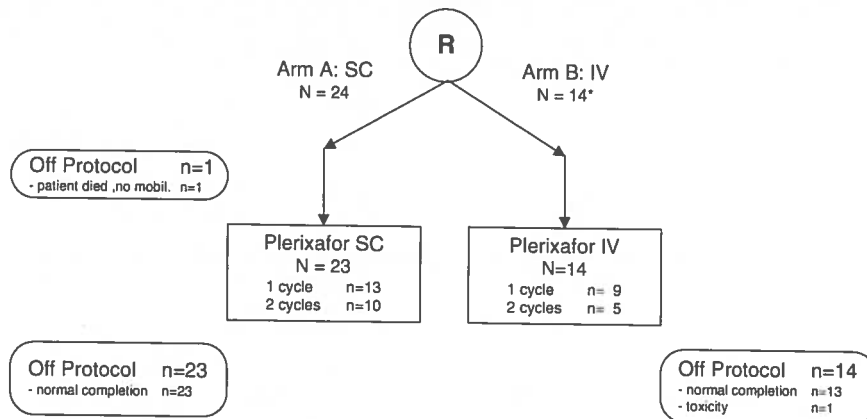 R
Arm A: SC
N = 24
Arm B: IV
N = 14*
Off Protocol n=1
- patient died ,no mobil. n=1
Plerixafor SC
N = 23
1 cycle n=13
2 cycles n=10
Plerixafor IV
N=14
1 cycle n= 9
2 cycles n= 5
Off Protocol n=23
- normal completion n=23
Off Protocol n=14
- normal completion n=13
- toxicity n=1